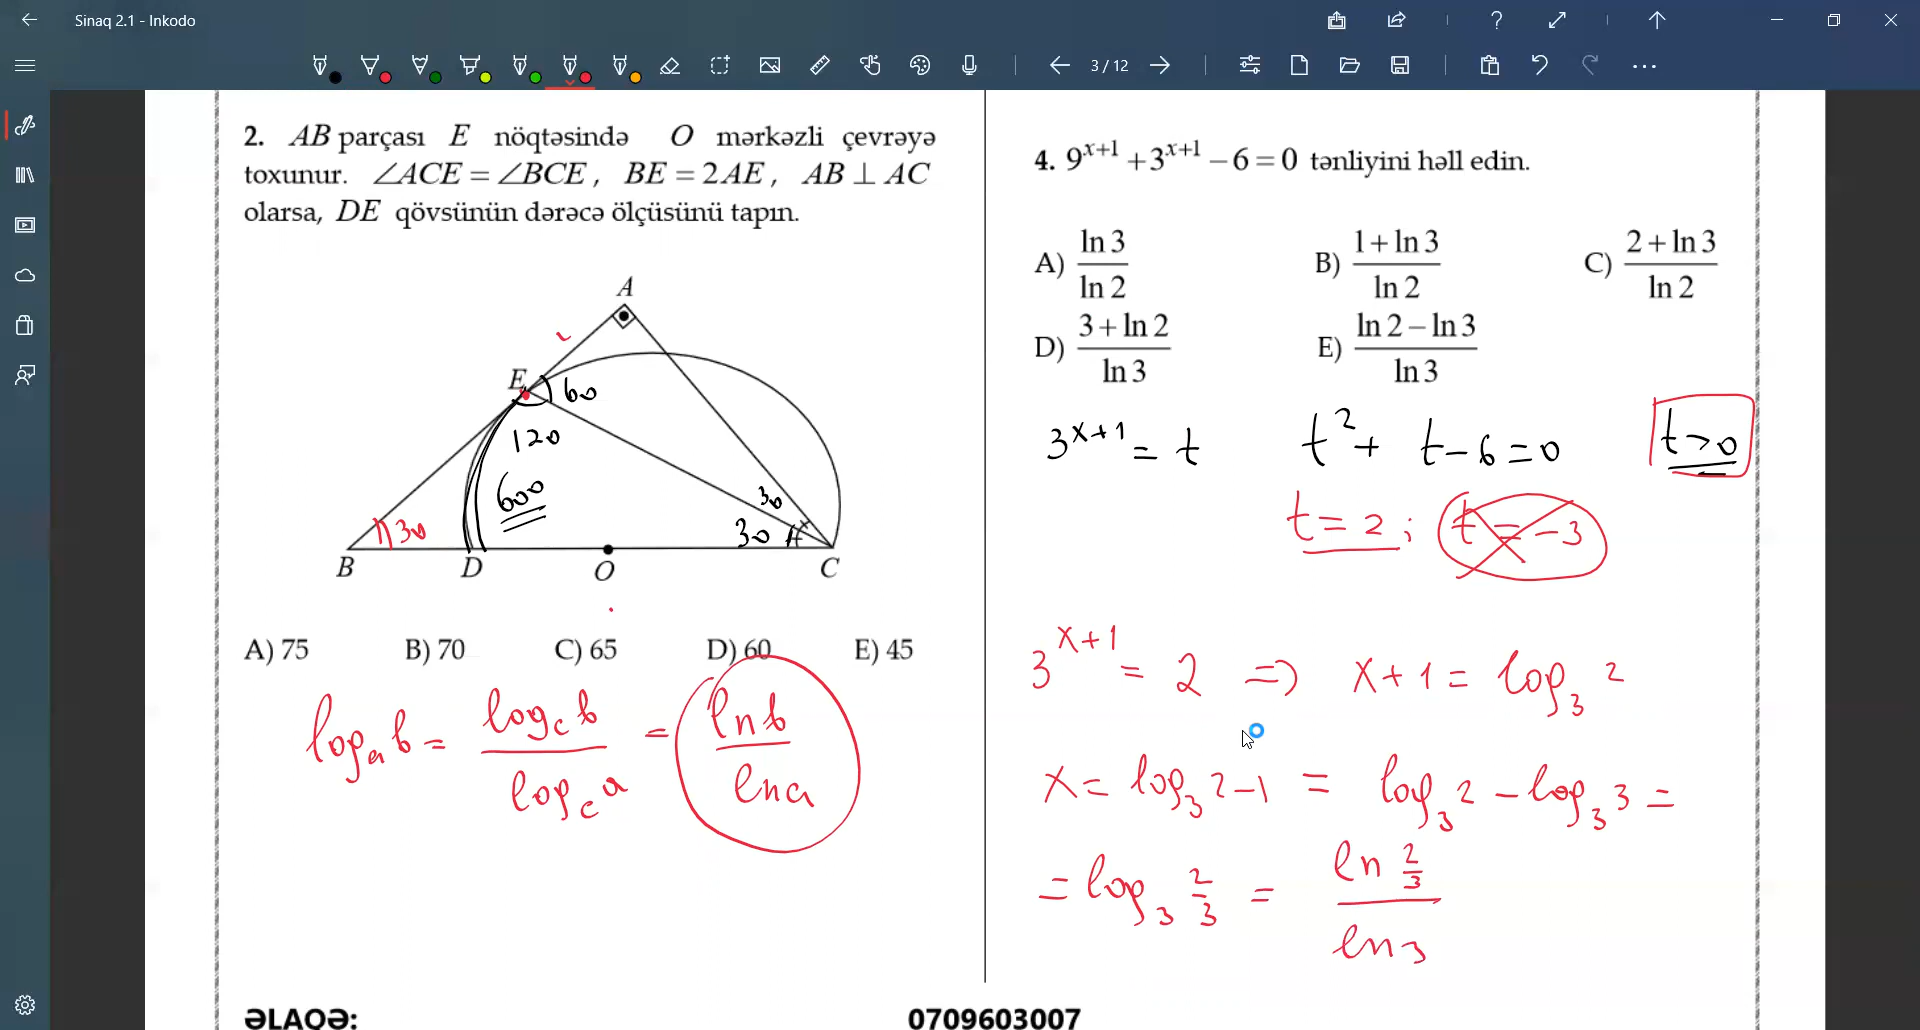 Sinaq 2.1 - Inkodo
3 / 12
2. AB parçası E nöqtəsində O mərkəzli çevrəyə
toxunur. ∠ACE = ∠BCE, BE = 2AE, AB ⊥ AC
olarsa, DE qövsünün dərəcə ölçüsünü tapın.
A
E
60
120
600
30
30
30
B
D
O
C
A) 75
B) 70
C) 65
D) 60
E) 45
log_a b = log_c b / log_c a = ln b / ln a
4. 9^{x+1} + 3^{x+1} − 6 = 0 tənliyini həll edin.
A) ln 3 / ln 2
B) 1 + ln 3 / ln 2
C) 2 + ln 3 / ln 2
D) 3 + ln 2 / ln 3
E) ln 2 − ln 3 / ln 3
3^{x+1} = t
t² + t − 6 = 0
t > 0
t = 2 ; t = −3
3^{x+1} = 2 ⇒ x + 1 = log_3 2
x = log_3 2 − 1 = log_3 2 − log_3 3 =
= log_3 2/3 = ln 2/3 / ln 3
ƏLAQƏ:
0709603007